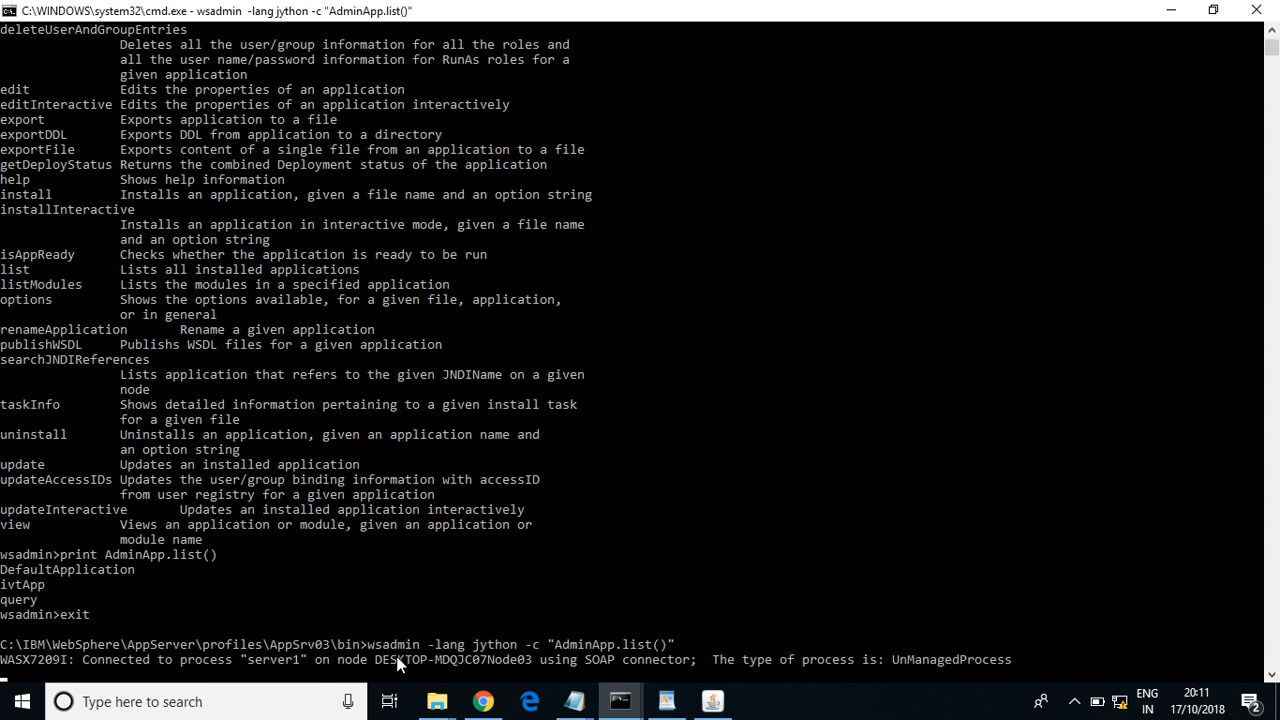 C:\WINDOWS\system32\cmd.exe - wsadmin  -lang jython -c "AdminApp.list()"
deleteUserAndGroupEntries
Deletes all the user/group information for all the roles and
all the user name/password information for RunAs roles for a
given application
edit Edits the properties of an application
editInteractive Edits the properties of an application interactively
export Exports application to a file
exportDDL Exports DDL from application to a directory
exportFile Exports content of a single file from an application to a file
getDeployStatus Returns the combined Deployment status of the application
help Shows help information
install Installs an application, given a file name and an option string
installInteractive
Installs an application in interactive mode, given a file name
and an option string
isAppReady Checks whether the application is ready to be run
list Lists all installed applications
listModules Lists the modules in a specified application
options Shows the options available, for a given file, application,
or in general
renameApplication Rename a given application
publishWSDL Publishs WSDL files for a given application
searchJNDIReferences
Lists application that refers to the given JNDIName on a given
node
taskInfo Shows detailed information pertaining to a given install task
for a given file
uninstall Uninstalls an application, given an application name and
an option string
update Updates an installed application
updateAccessIDs Updates the user/group binding information with accessID
from user registry for a given application
updateInteractive Updates an installed application interactively
view Views an application or module, given an application or
module name
wsadmin>print AdminApp.list()
DefaultApplication
ivtApp
query
wsadmin>exit
C:\IBM\WebSphere\AppServer\profiles\AppSrv03\bin>wsadmin -lang jython -c "AdminApp.list()"
WASX7209I: Connected to process "server1" on node DESKTOP-MDQJC07Node03 using SOAP connector;  The type of process is: UnManagedProcess
Type here to search
ENG
IN
20:11
17/10/2018
2